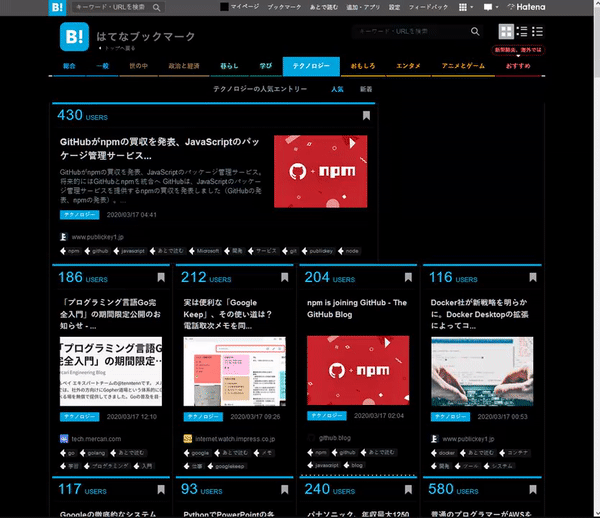 B! キーワード・URLを検索 マイページ ブックマーク あとで読む 追加・アプリ 設定 フィードバック Hatena
B! はてなブックマーク キーワード・URLを検索
トップへ戻る
総合 一般 世の中 政治と経済 暮らし 学び テクノロジー おもしろ エンタメ アニメとゲーム おすすめ
テクノロジーの人気エントリー 人気 新着
430 USERS
GitHubがnpmの買収を発表、JavaScriptのパッ
ケージ管理サービス...
GitHubがnpmの買収を発表、JavaScriptのパッケージ管理サービス。
将来的にはGitHubとnpmを統合へ GitHubは、JavaScriptのパッケ
ージ管理サービスを提供するnpmの買収を発表しました（GitHubの発
表、npmの発表）。...
npm
テクノロジー 2020/03/17 04:41
www.publickey1.jp
npm github javascript あとで読む Microsoft 開発 サービス git publickey node
186 USERS
「プログラミング言語Go
完全入門」の期間限定公開のお
知らせ - ...
「プログラミング言語G
完全入門」の期間限定..
テクノロジー 2020/03/17 12:10
tech.mercari.com
go golang あとで読む
学習 プログラミング 入門
212 USERS
実は便利な「Google
Keep」、その使い道は？
電話取次メモを同...
テクノロジー 2020/03/17 09:26
internet.watch.impress.co.jp
google あとで読む メモ
仕事 googlekeep
204 USERS
npm is joining GitHub - The
GitHub Blog
npm
テクノロジー 2020/03/17 02:04
github.blog
npm github あとで読む
javascript blog
116 USERS
Docker社が新戦略を明らか
に。Docker Desktopの拡張
によってコ...
テクノロジー 2020/03/17 00:53
www.publickey1.jp
docker あとで読む コンテナ
開発 ツール システム
117 USERS
Googleの徹底的なシステム
93 USERS
PythonでPowerPointの各
240 USERS
パナソニック、年収最大1250
580 USERS
普通のプログラマーがAWSを